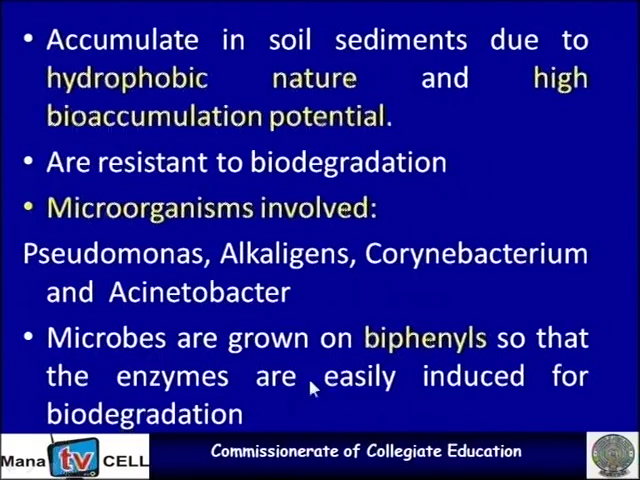 • Accumulate in soil sediments due to
hydrophobic nature and high
bioaccumulation potential.
• Are resistant to biodegradation
• Microorganisms involved:
Pseudomonas, Alkaligens, Corynebacterium
and Acinetobacter
• Microbes are grown on biphenyls so that
the enzymes are easily induced for
biodegradation
Mana tv CELL
Commissionerate of Collegiate Education